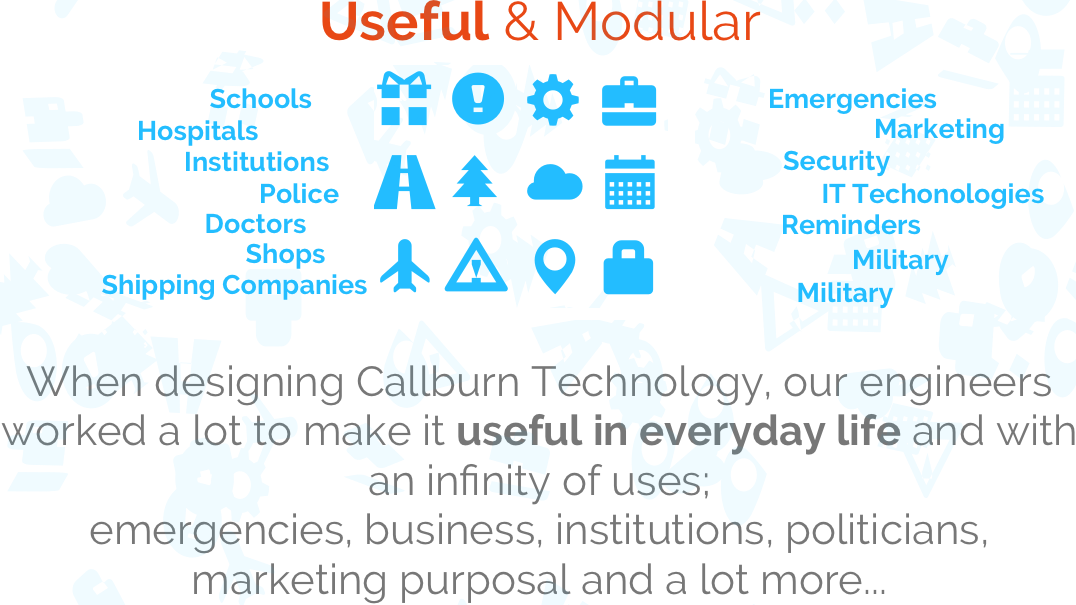 Useful & Modular
Schools
Hospitals
Institutions
Police
Doctors
Shops
Shipping Companies
Emergencies
Marketing
Security
IT Techonologies
Reminders
Military
Military
When designing Callburn Technology, our engineers
worked a lot to make it useful in everyday life and with
an infinity of uses;
emergencies, business, institutions, politicians,
marketing purposal and a lot more...